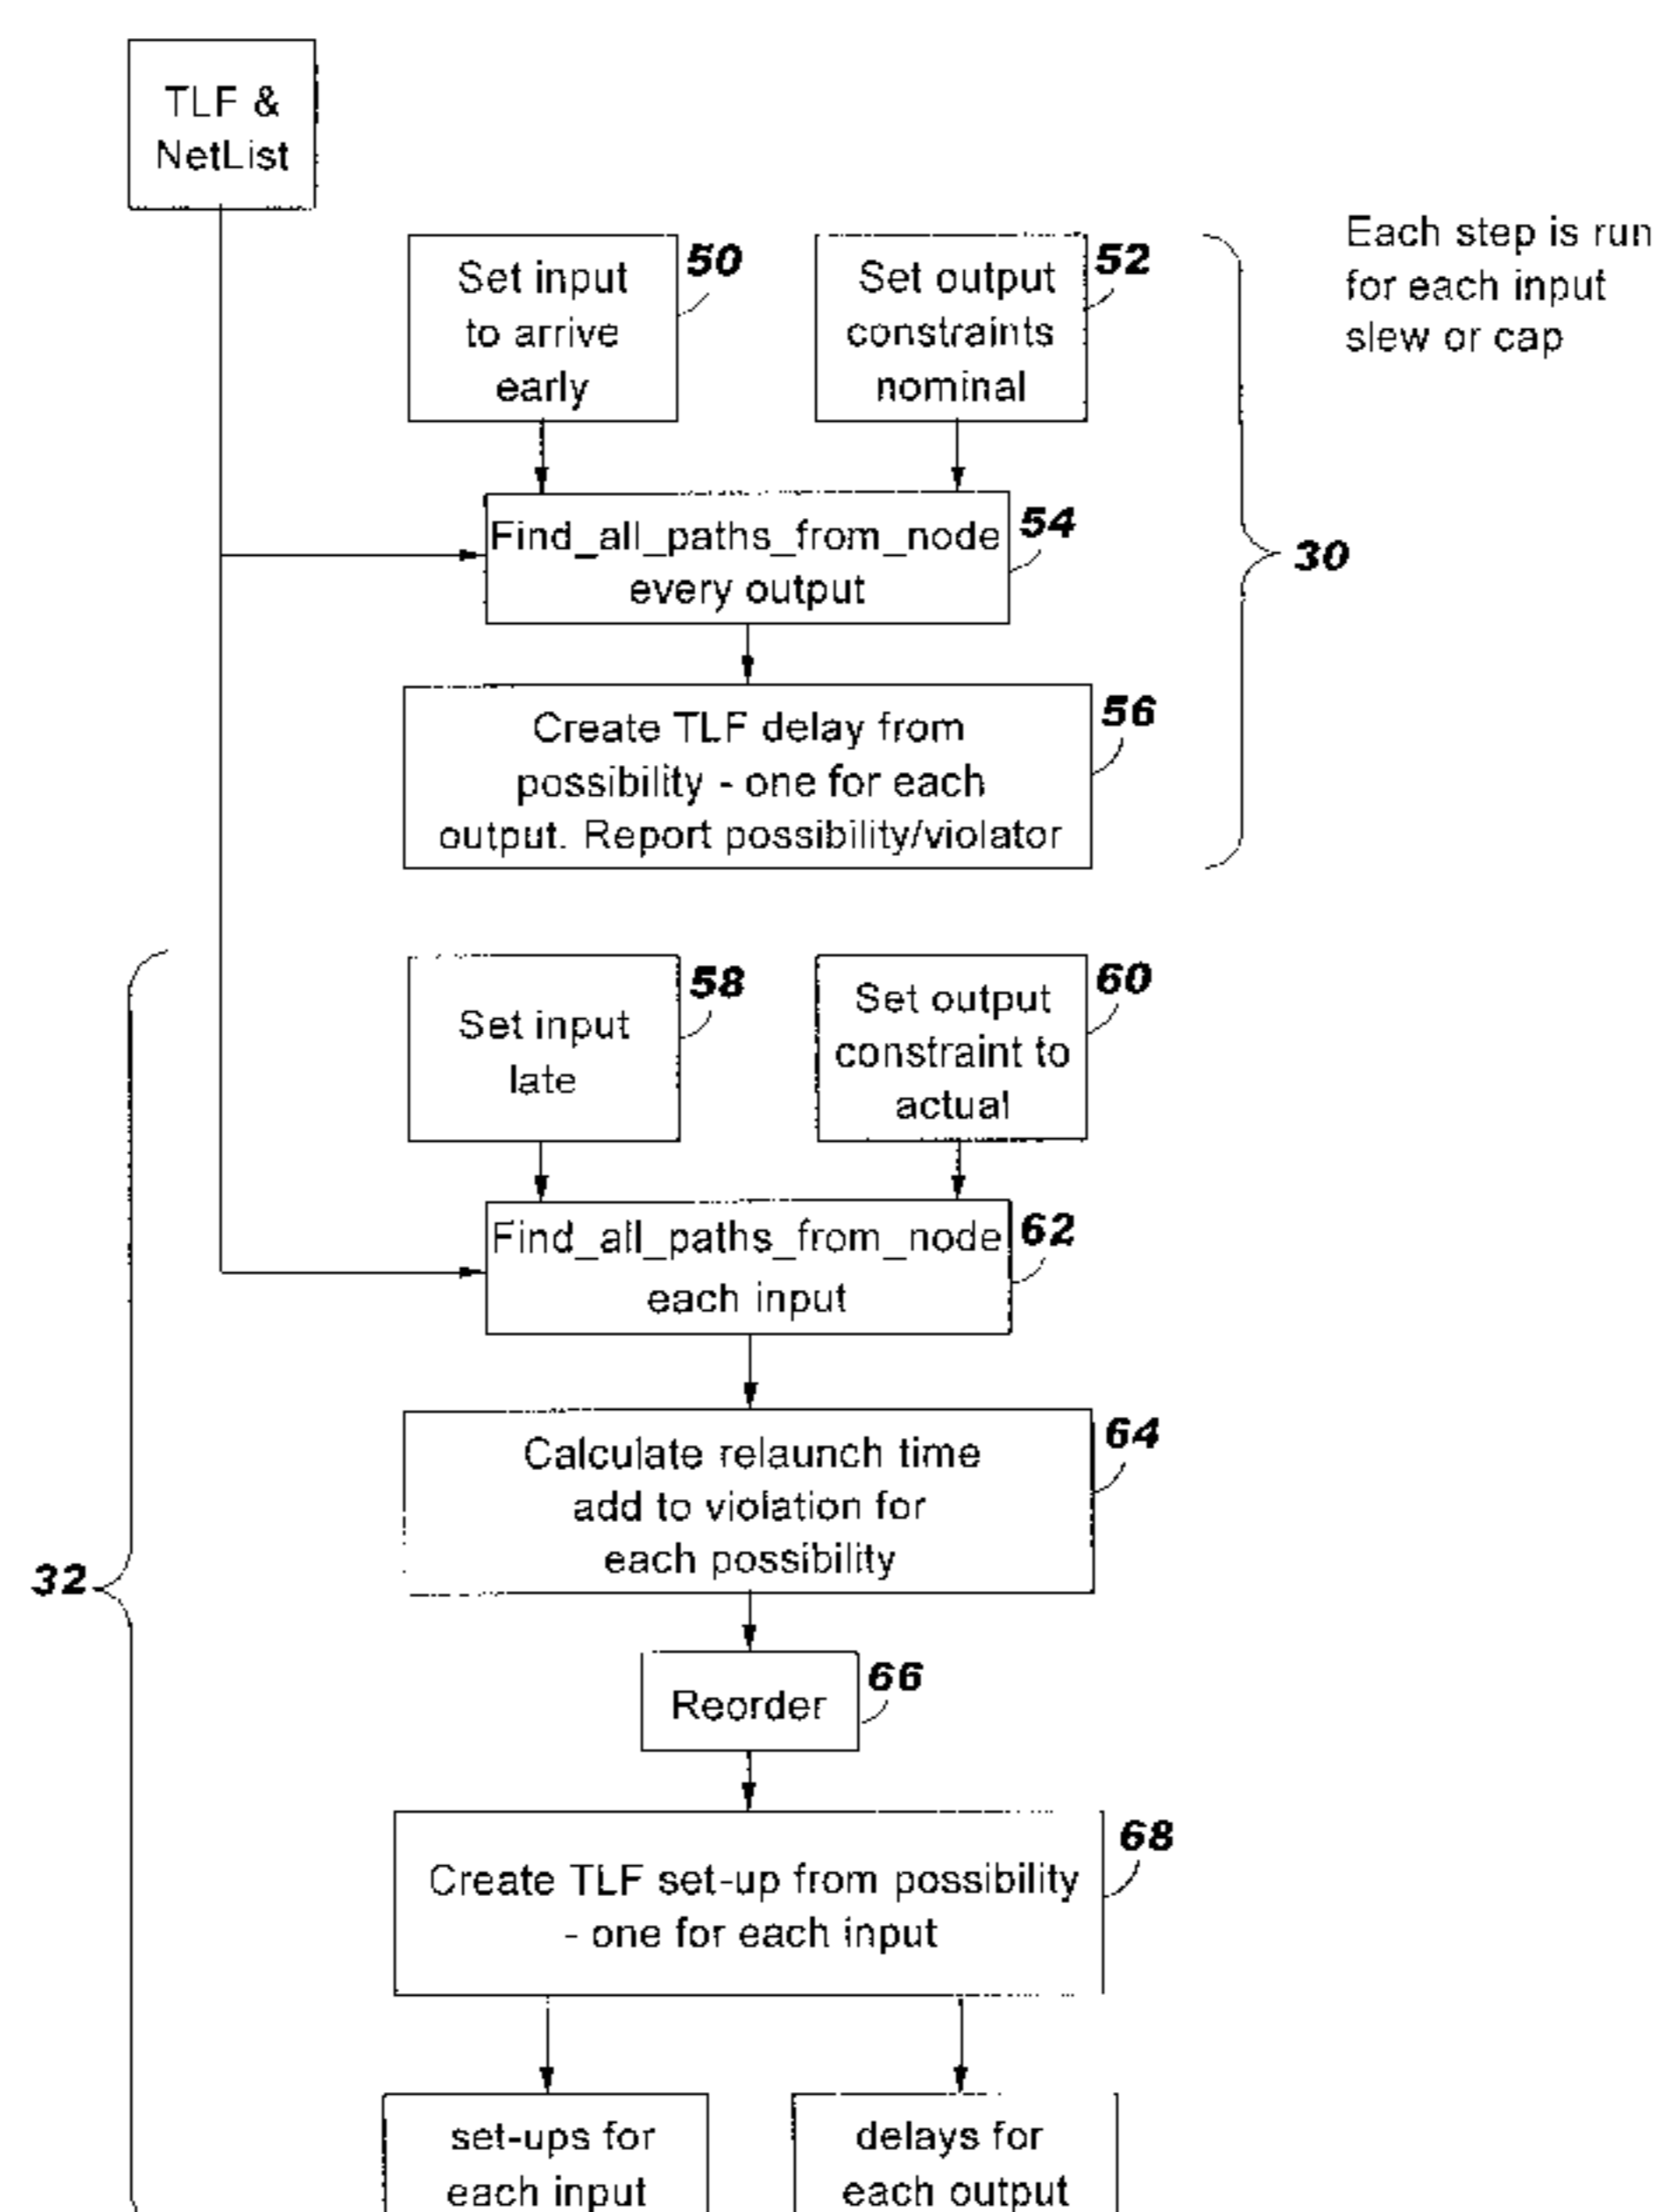 TLF &
NetList
Each step is run
for each input
slew or cap
Set input
to arrive
early
50
Set output
constraints
nominal
52
Find_all_paths_from_node
every output
54
30
Create TLF delay from
possibility - one for each
output. Report possibility/violator
56
Set input
late
58
Set output
constraint to
actual
60
Find_all_paths_from_node
each input
62
Calculate relaunch time
add to violation for
each possibility
64
32
Reorder
66
Create TLF set-up from possibility
- one for each input
68
set-ups for
each input
delays for
each output